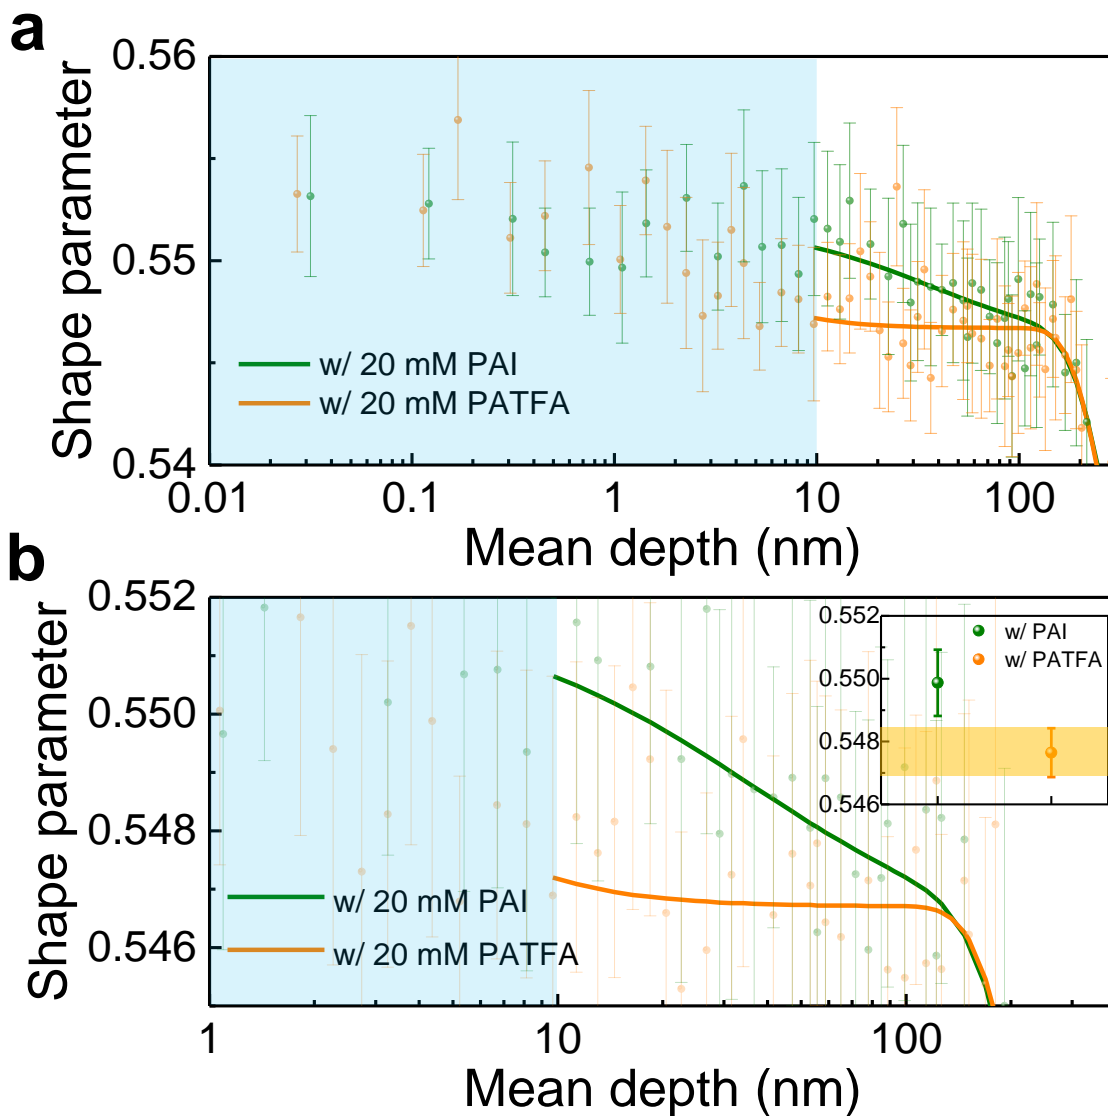 a
Shape parameter
0.56
0.55
0.54
w/ 20 mM PAI
w/ 20 mM PATFA
0.01 0.1 1 10 100
Mean depth (nm)
b
Shape parameter
0.552
0.550
0.548
0.546
w/ 20 mM PAI
w/ 20 mM PATFA
0.552
0.550
0.548
0.546
w/ PAI
w/ PATFA
1 10 100
Mean depth (nm)